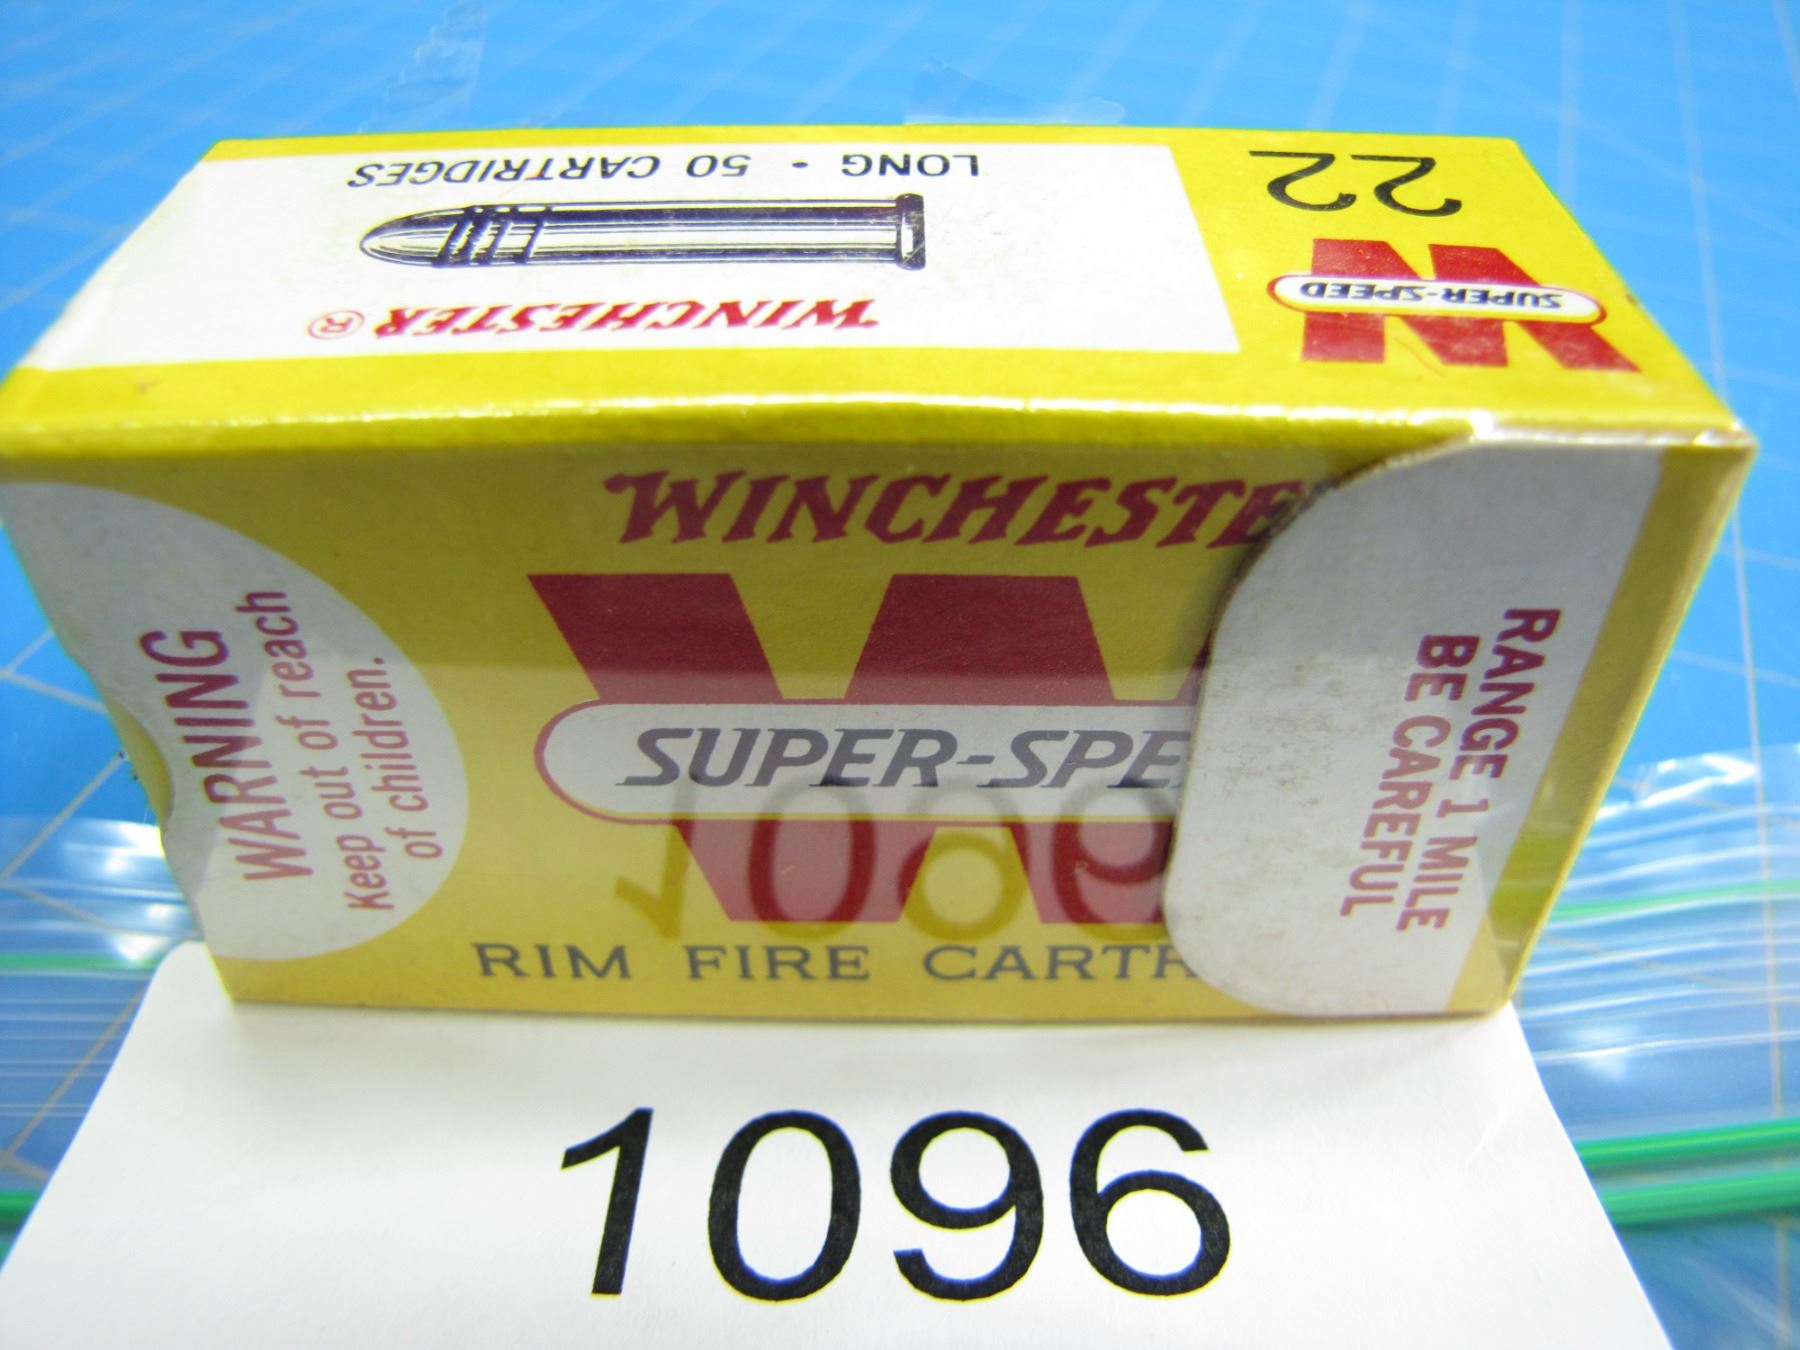 LONG • 50 CARTRIDGES
WINCHESTER®
22
W
SUPER-SPEED
WINCHESTE
W
SUPER-SPE
RIM FIRE CARTR
WARNING
Keep out of reach
of children.
RANGE 1 MILE
BE CAREFUL
1096
1096